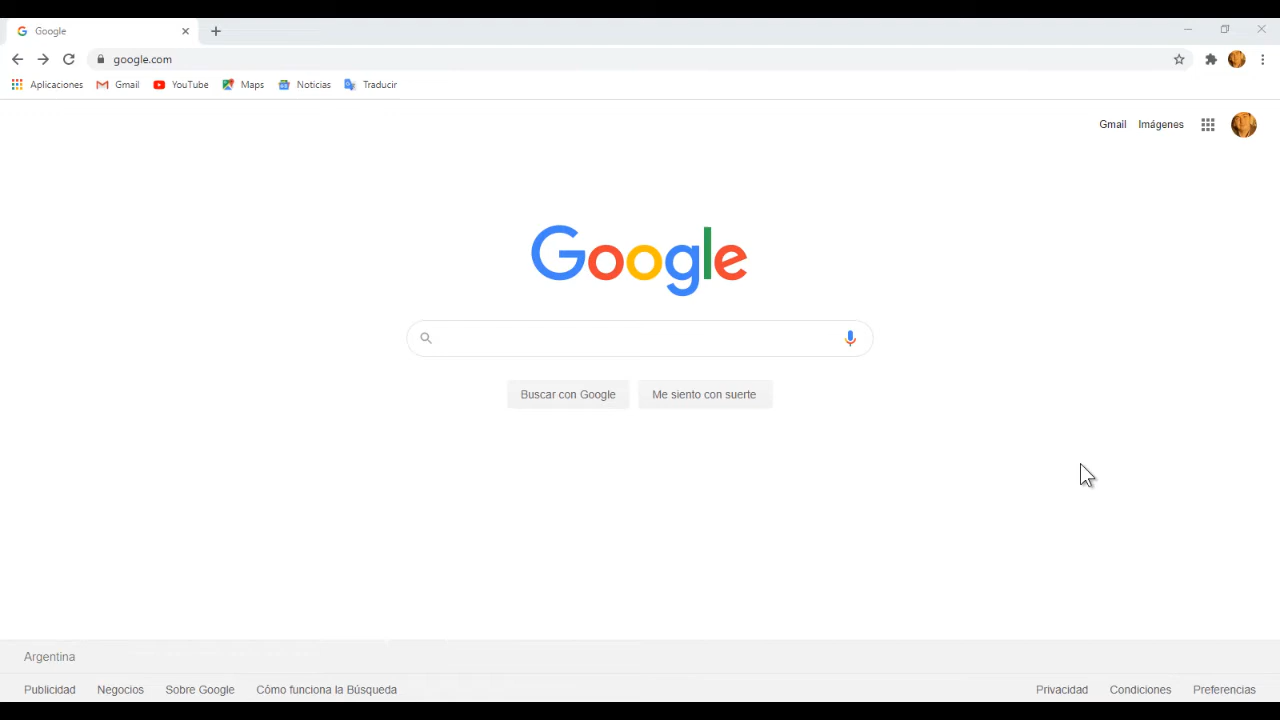 Google
google.com
Aplicaciones Gmail YouTube Maps Noticias Traducir
Gmail Imágenes
Google
Buscar con Google Me siento con suerte
Argentina
Publicidad Negocios Sobre Google Cómo funciona la Búsqueda Privacidad Condiciones Preferencias